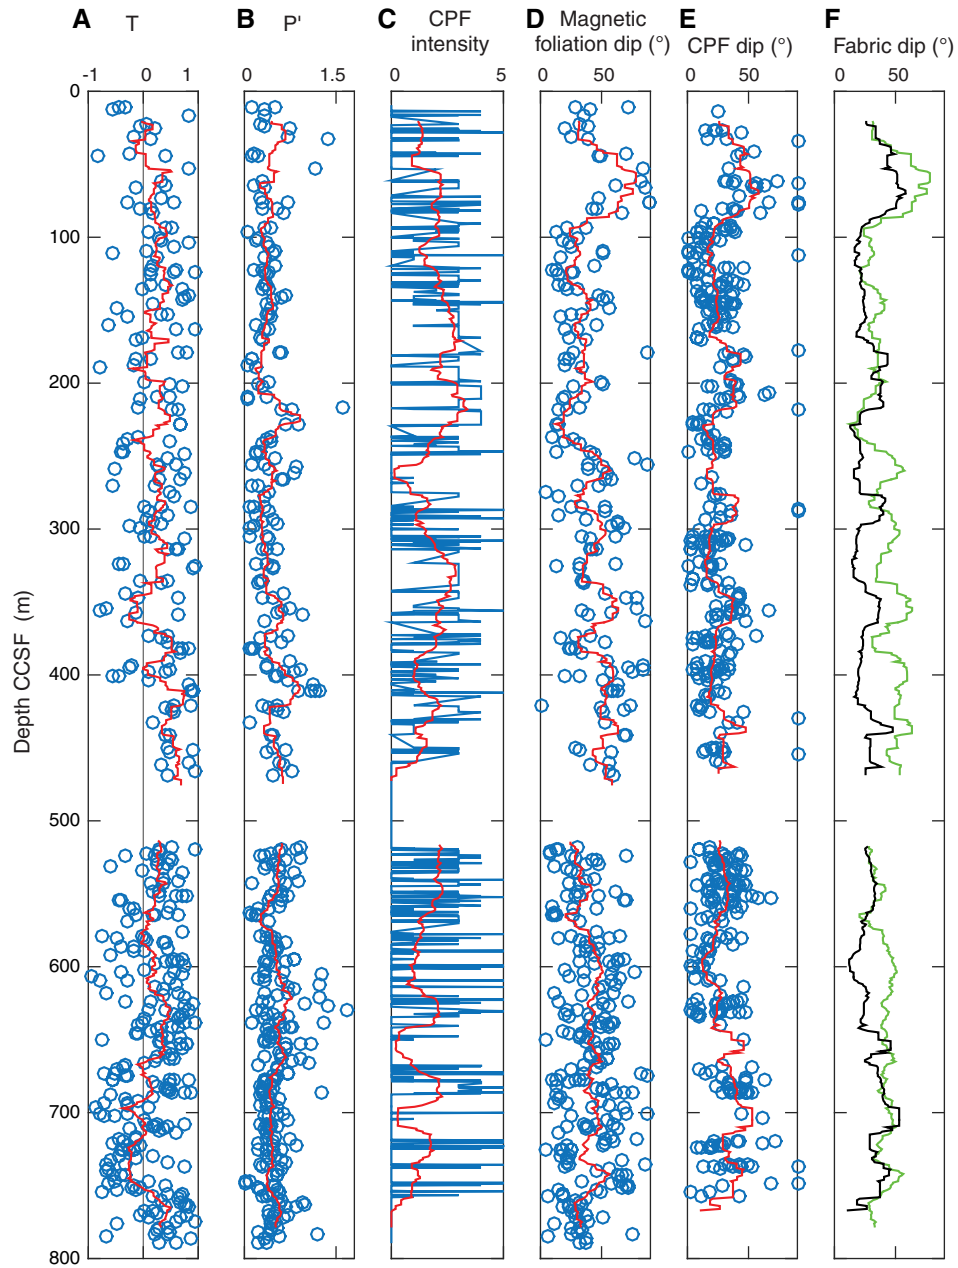 A B C D E F
T P' CPF intensity Magnetic foliation dip (°) CPF dip (°) Fabric dip (°)
-1 0 1 0 1.5 0 5 0 50 0 50 0 50
0
100
200
300
400
500
600
700
800
Depth CCSF (m)